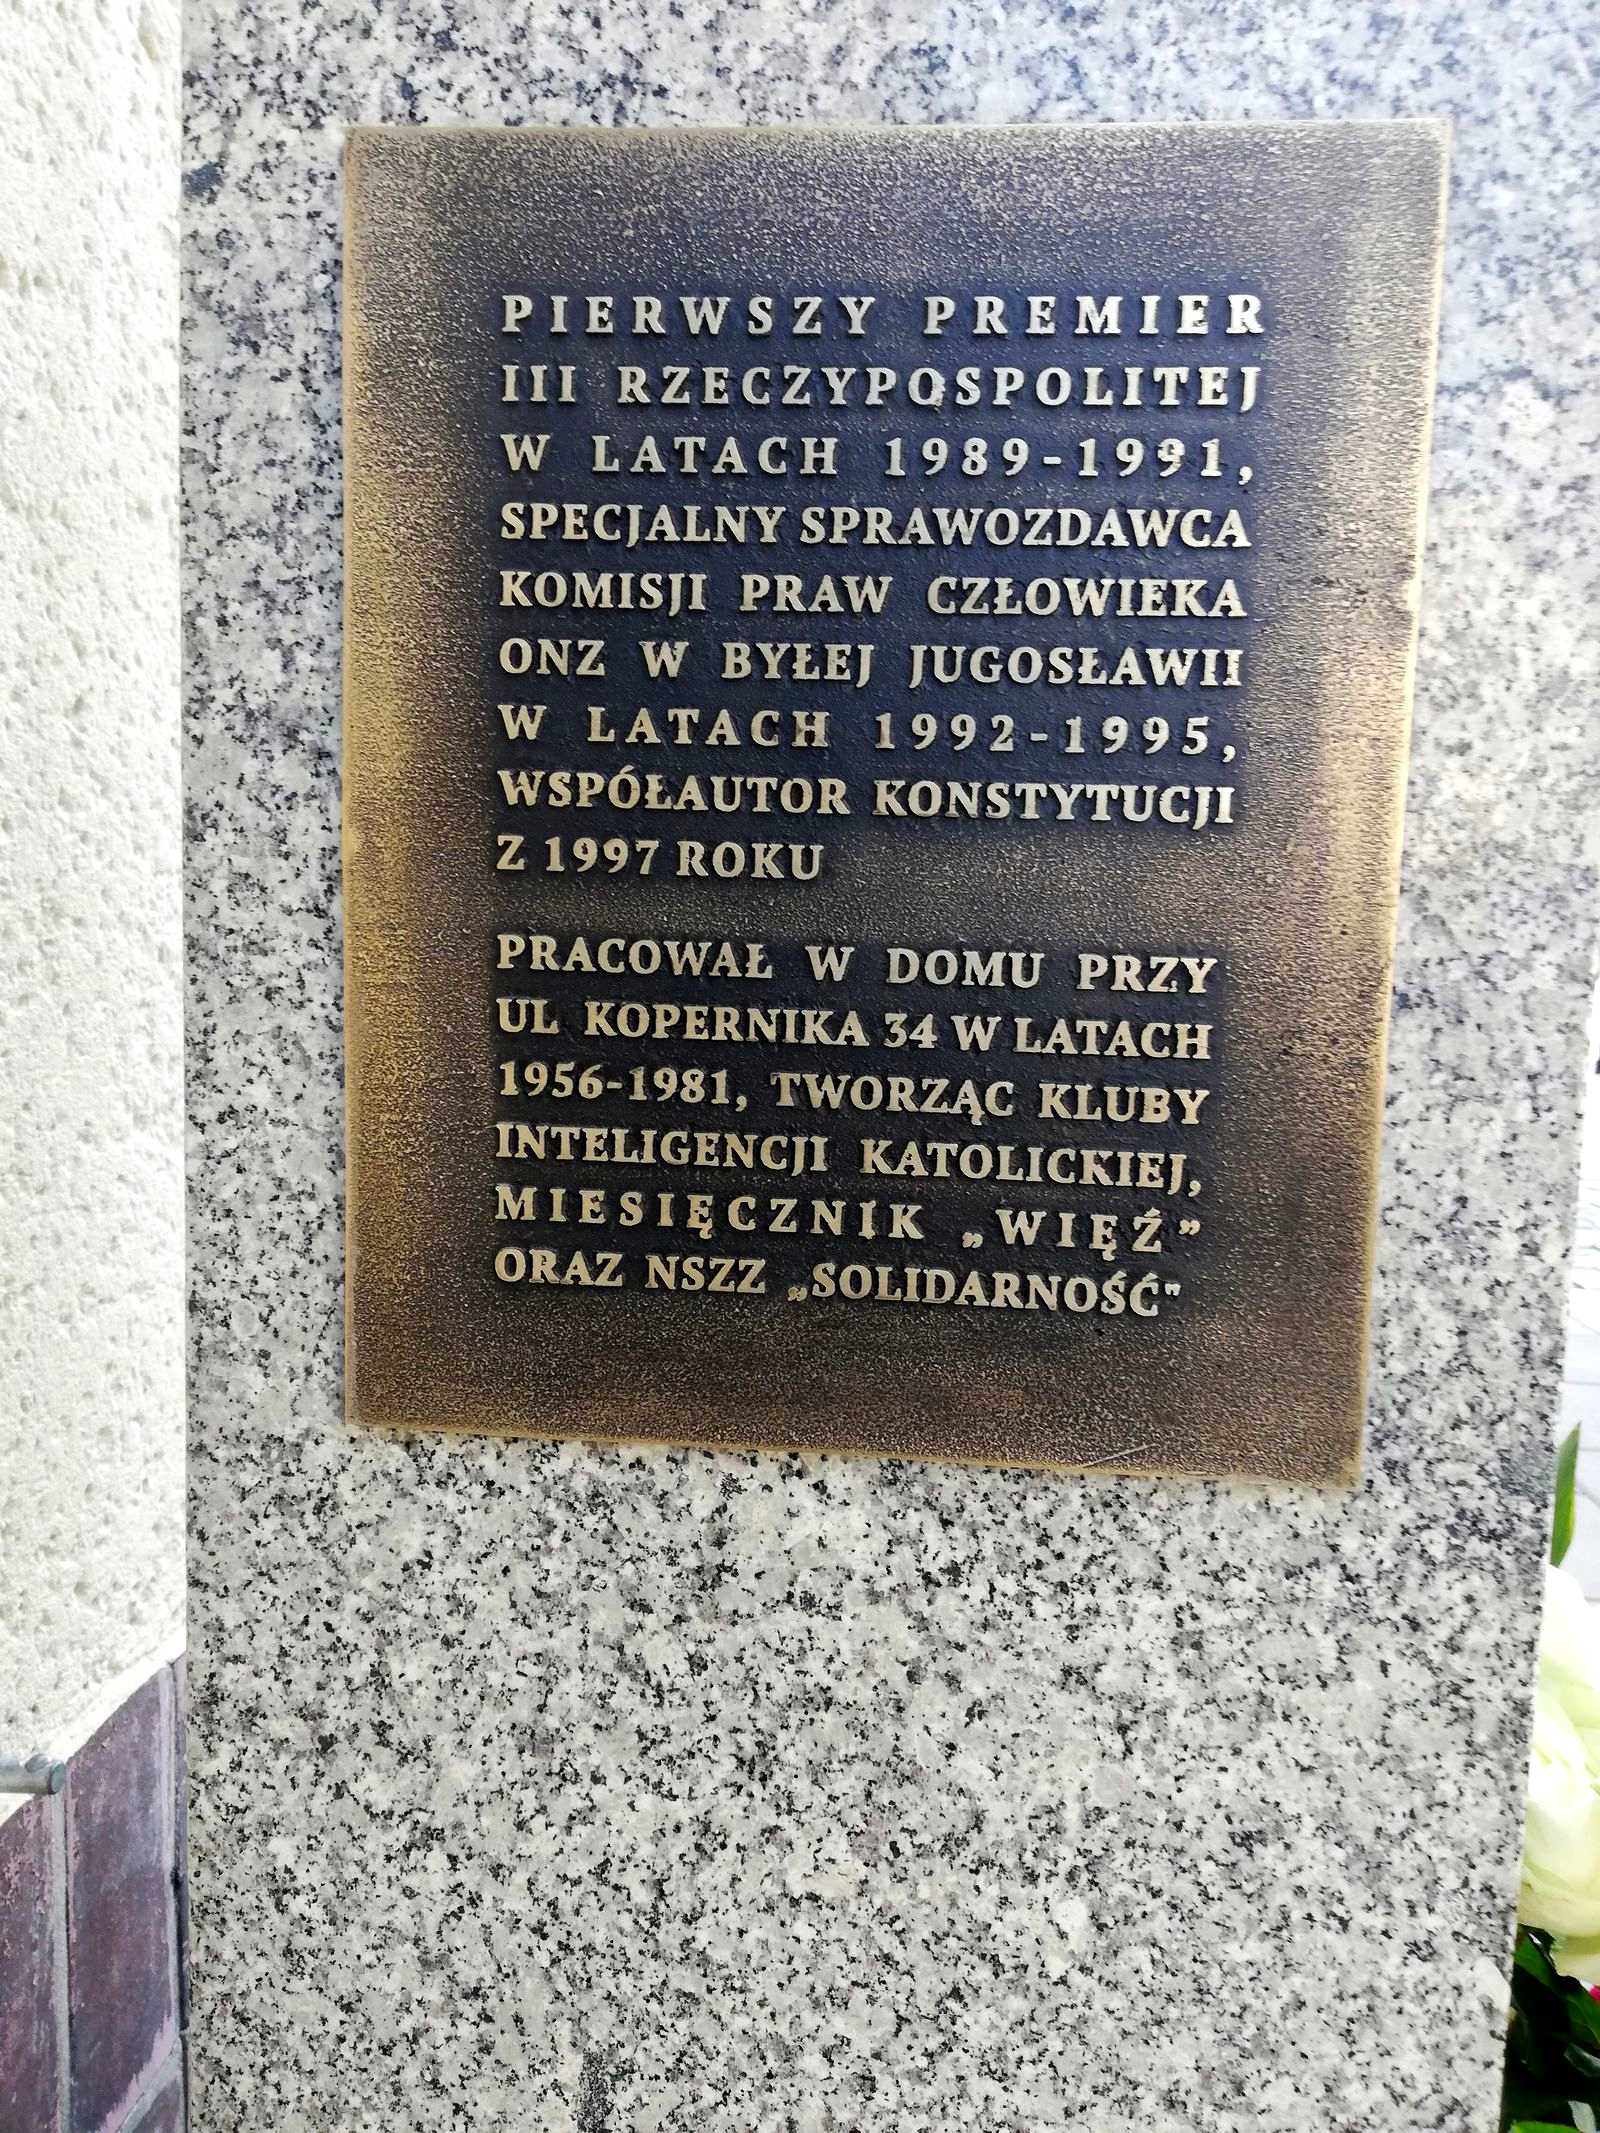 PIERWSZY PREMIER
III RZECZYPOSPOLITEJ
W LATACH 1989-1991,
SPECJALNY SPRAWOZDAWCA
KOMISJI PRAW CZŁOWIEKA
ONZ W BYŁEJ JUGOSŁAWII
W LATACH 1992-1995,
WSPÓŁAUTOR KONSTYTUCJI
Z 1997 ROKU
PRACOWAŁ W DOMU PRZY
UL KOPERNIKA 34 W LATACH
1956-1981, TWORZĄC KLUBY
INTELIGENCJI KATOLICKIEJ,
MIESIĘCZNIK „WIĘŹ”
ORAZ NSZZ „SOLIDARNOŚĆ"